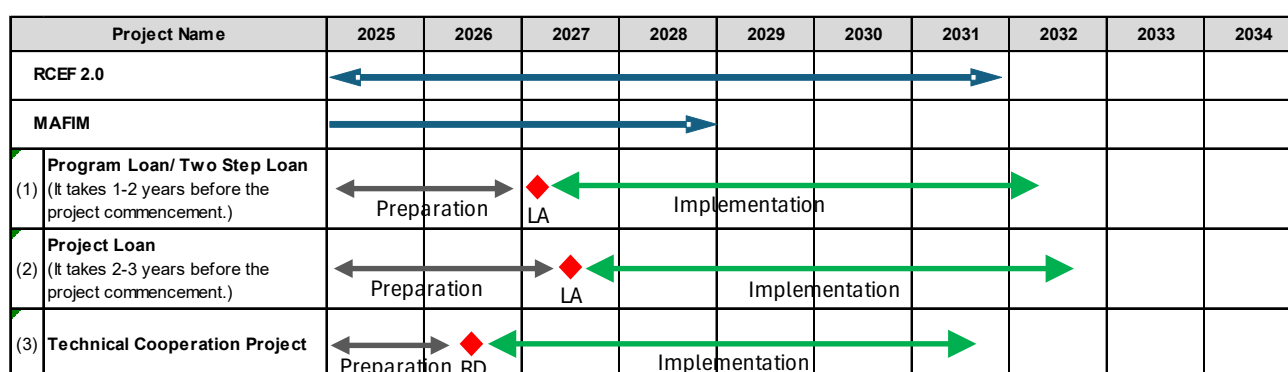 Project Name 2025 2026 2027 2028 2029 2030 2031 2032 2033 2034
RCEF 2.0
MAFIM
Program Loan/ Two Step Loan
(1) (It takes 1-2 years before the
project commencement.)
Preparation LA Implementation
Project Loan
(2) (It takes 2-3 years before the
project commencement.)
Preparation LA Implementation
(3) Technical Cooperation Project
Preparation RD Implementation